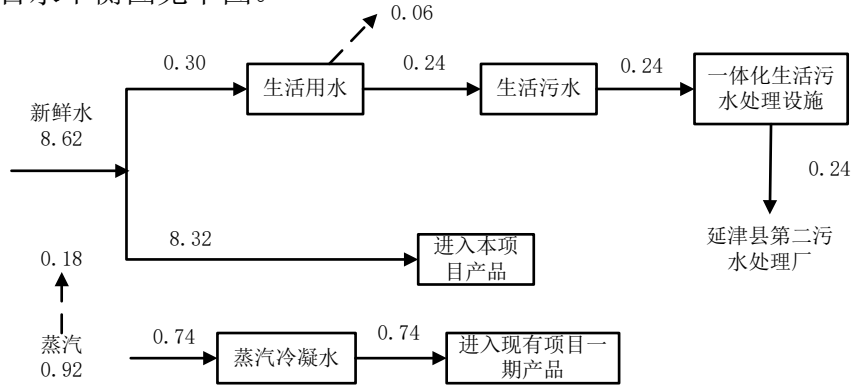 0.06
0.30
生活用水
0.24
生活污水
0.24
一体化生活污
水处理设施
新鲜水
8.62
0.24
延津县第二污
水处理厂
8.32
进入本项
目产品
0.18
蒸汽
0.92
0.74
蒸汽冷凝水
0.74
进入现有项目一
期产品